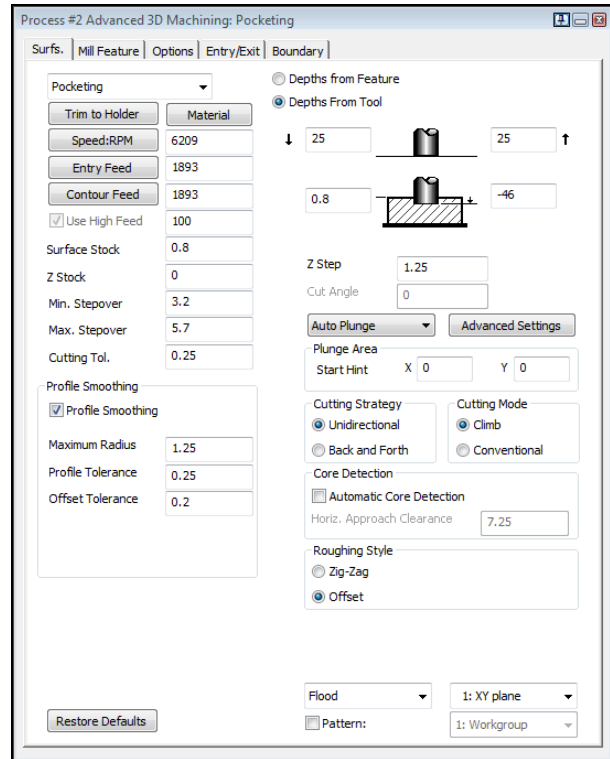 Process #2 Advanced 3D Machining: Pocketing
Surfs. Mill Feature Options Entry/Exit Boundary
Pocketing
Trim to Holder Material
Speed:RPM 6209
Entry Feed 1893
Contour Feed 1893
Use High Feed 100
Surface Stock 0.8
Z Stock 0
Min. Stepover 3.2
Max. Stepover 5.7
Cutting Tol. 0.25
Profile Smoothing
Profile Smoothing
Maximum Radius 1.25
Profile Tolerance 0.25
Offset Tolerance 0.2
Restore Defaults
Depths from Feature
Depths From Tool
25 25
0.8 -46
Z Step 1.25
Cut Angle 0
Auto Plunge Advanced Settings
Plunge Area
Start Hint X 0 Y 0
Cutting Strategy
Unidirectional
Back and Forth
Cutting Mode
Climb
Conventional
Core Detection
Automatic Core Detection
Horiz. Approach Clearance 7.25
Roughing Style
Zig-Zag
Offset
Flood 1: XY plane
Pattern: 1: Workgroup